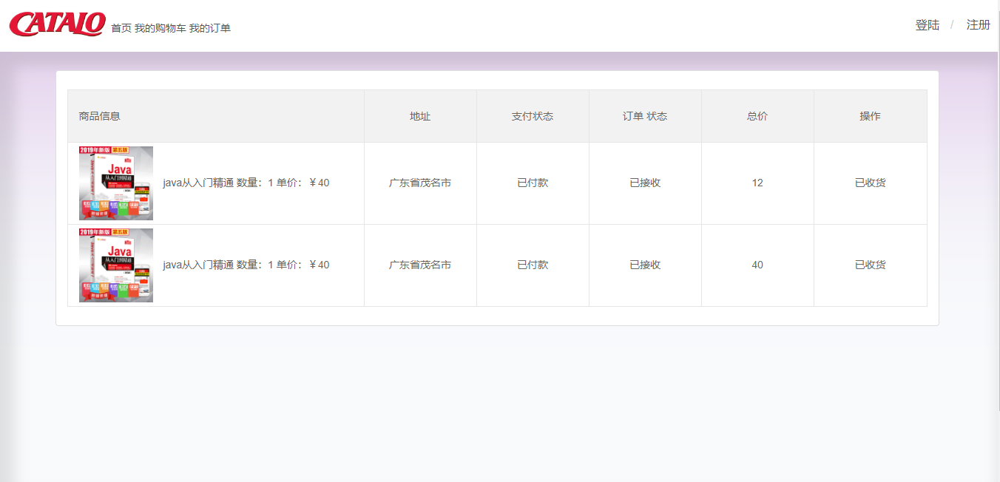 CATALO 首页 我的购物车 我的订单 登陆 / 注册
商品信息 地址 支付状态 订单 状态 总价 操作
2019年新版 第五版
Java
从入门到精通
java从入门精通 数量：1 单价：￥40 广东省茂名市 已付款 已接收 12 已收货
2019年新版 第五版
Java
从入门到精通
java从入门精通 数量：1 单价：￥40 广东省茂名市 已付款 已接收 40 已收货